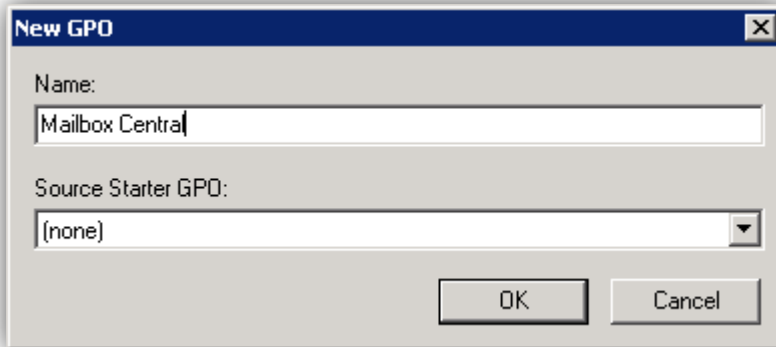 New GPO
Name:
Mailbox Central
Source Starter GPO:
(none)
OK Cancel